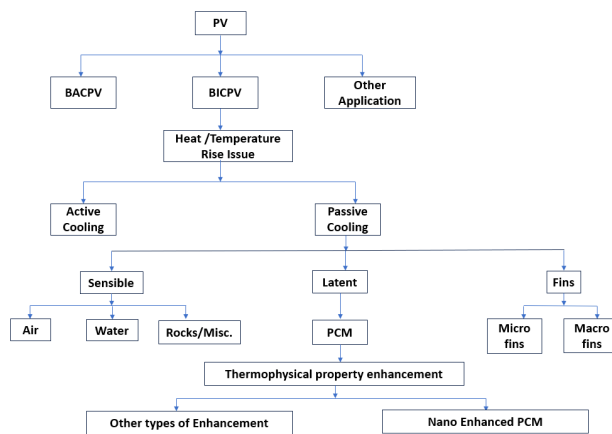 PV
BACPV
BICPV
Other
Application
Heat /Temperature
Rise Issue
Active
Cooling
Passive
Cooling
Sensible
Latent
Fins
Air
Water
Rocks/Misc.
PCM
Micro
fins
Macro
fins
Thermophysical property enhancement
Other types of Enhancement
Nano Enhanced PCM